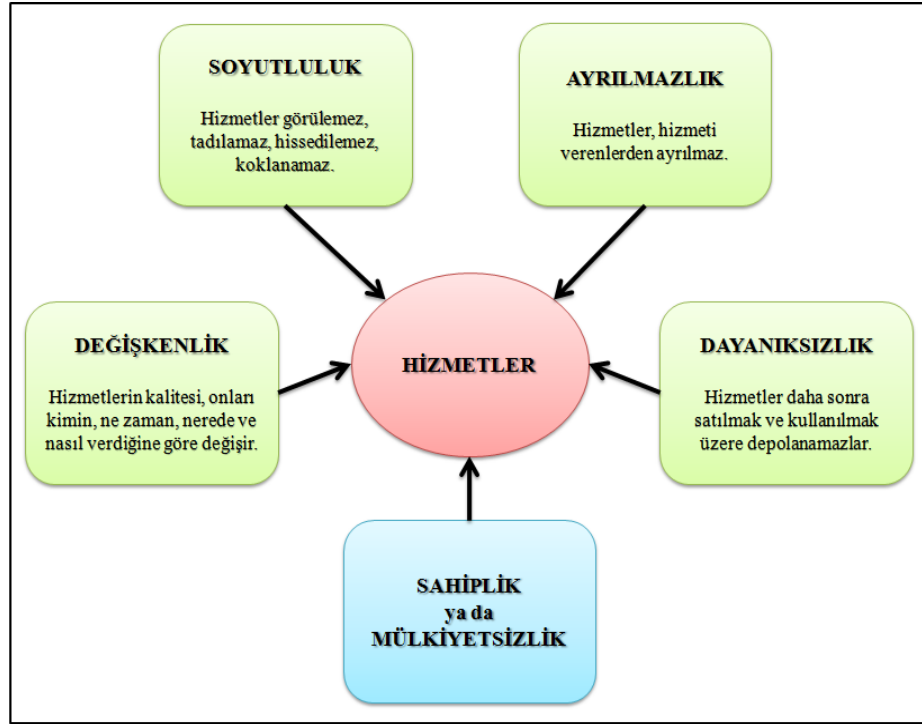 SOYUTLULUK
Hizmetler görülemez,
tadılamaz, hissedilemez,
koklanamaz.
AYRILMAZLIK
Hizmetler, hizmeti
verenlerden ayrılmaz.
DEĞİŞKENLİK
Hizmetlerin kalitesi, onları
kimin, ne zaman, nerede ve
nasıl verdiğine göre değişir.
HİZMETLER
DAYANIKSIZLIK
Hizmetler daha sonra
satılmak ve kullanılmak
üzere depolanamazlar.
SAHİPLİK
ya da
MÜLKİYETSİZLİK